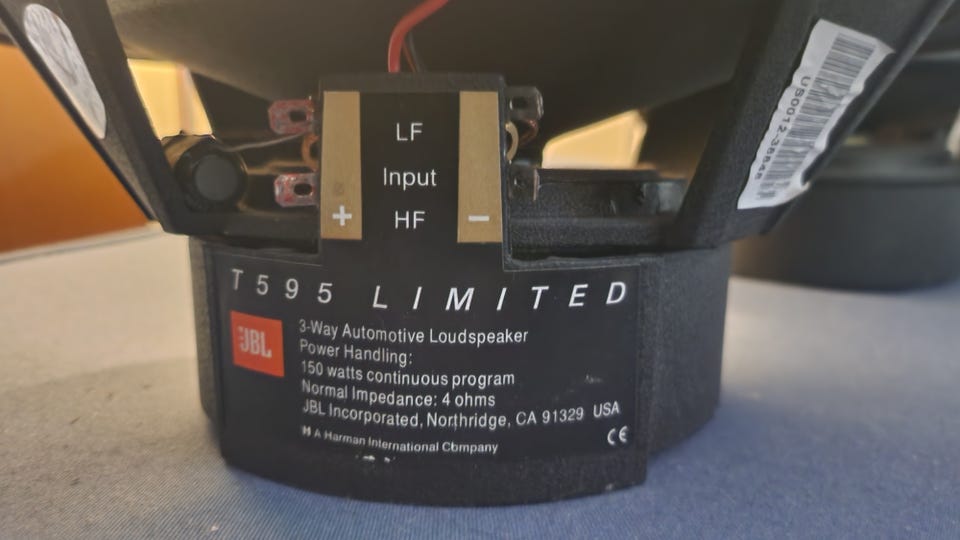 LF
Input
+ HF −
T595 LIMITED
JBL
3-Way Automotive Loudspeaker
Power Handling:
150 watts continuous program
Normal Impedance: 4 ohms
JBL Incorporated, Northridge, CA 91329 USA
H A Harman International Company
CE